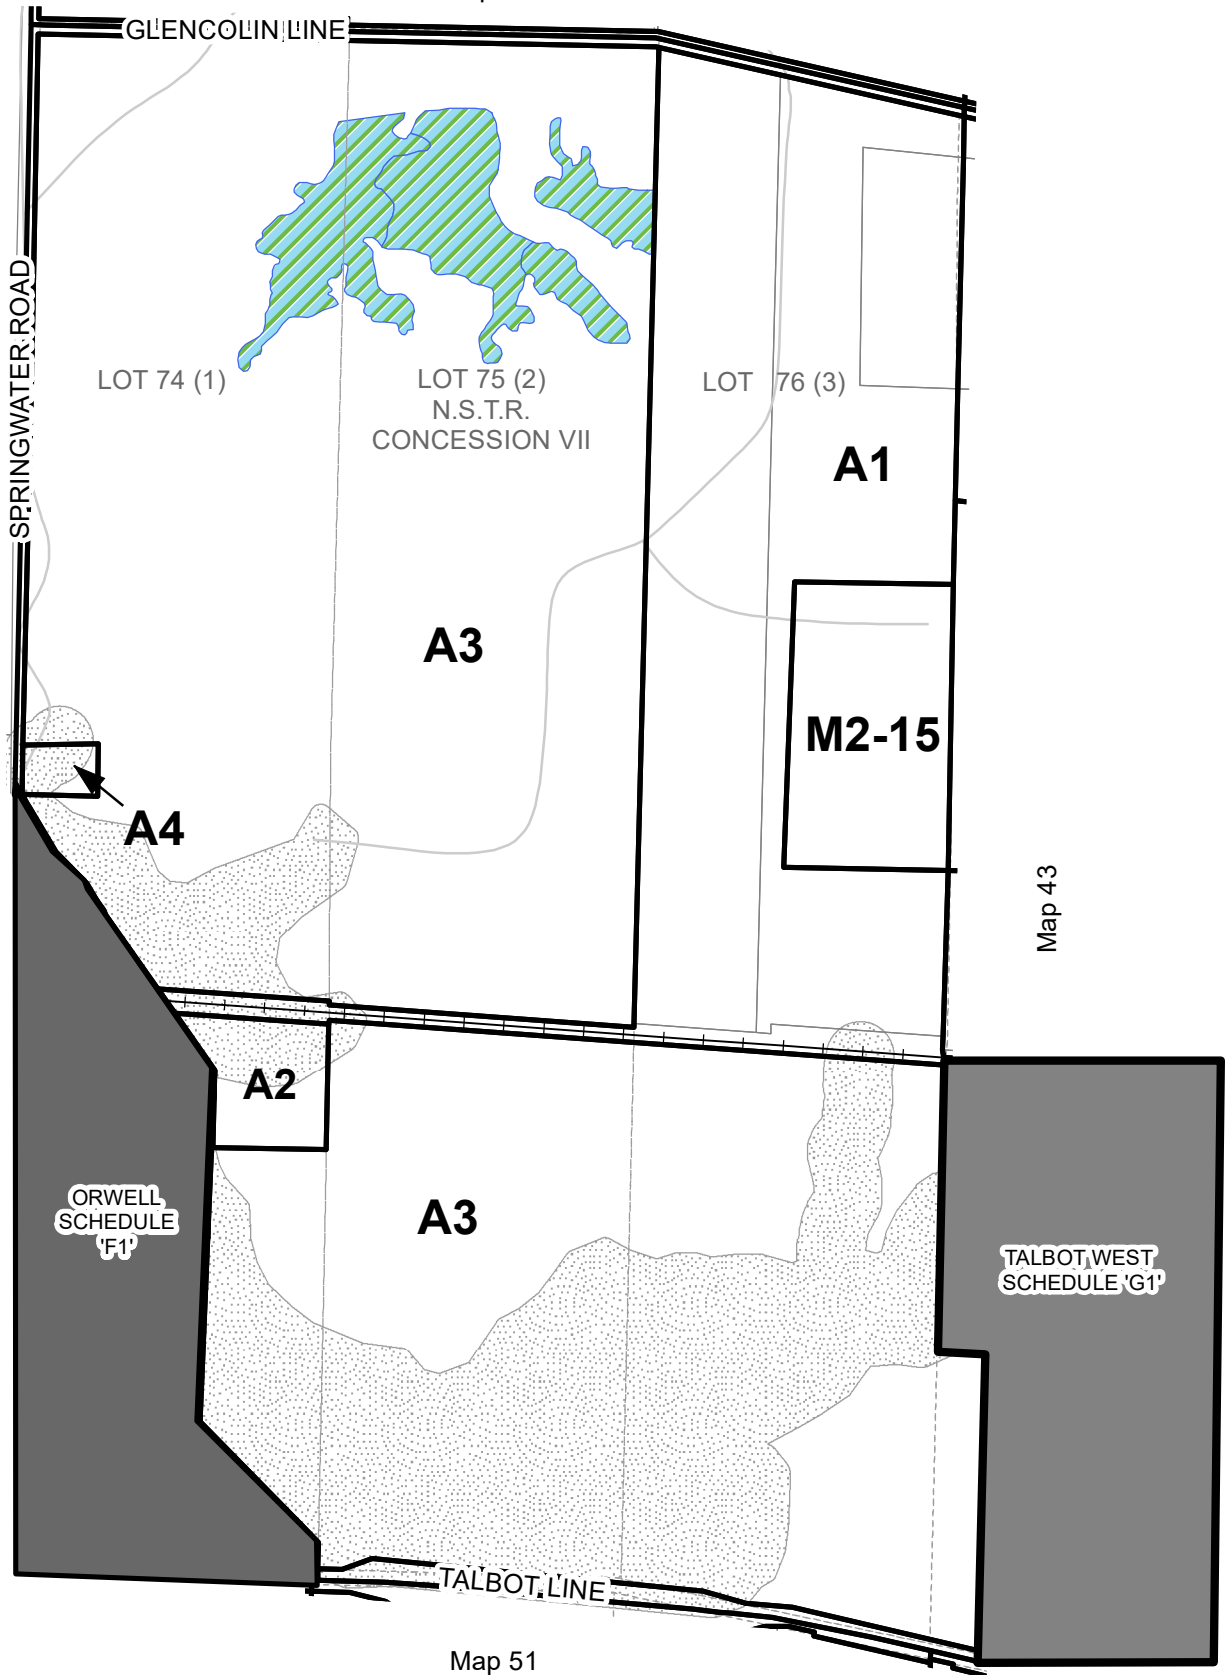 GLENCOLIN LINE
SPRINGWATER ROAD
LOT 74 (1)
LOT 75 (2)
N.S.T.R.
CONCESSION VII
LOT 76 (3)
A1
A3
M2-15
A4
Map 43
A2
A3
ORWELL
SCHEDULE
'F1'
TALBOT WEST
SCHEDULE 'G1'
TALBOT LINE
Map 51